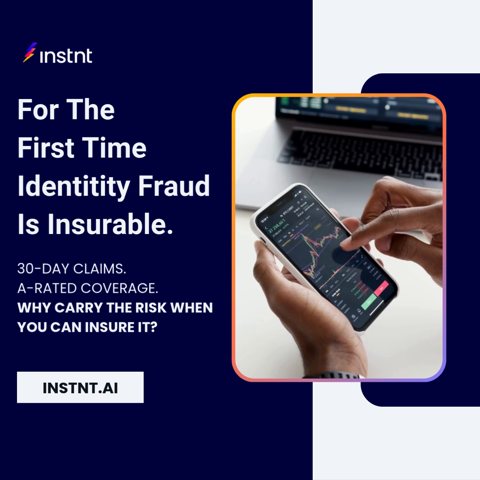 instnt
For The
First Time
Identitity Fraud
Is Insurable.
30-DAY CLAIMS.
A-RATED COVERAGE.
WHY CARRY THE RISK WHEN
YOU CAN INSURE IT?
INSTNT.AI